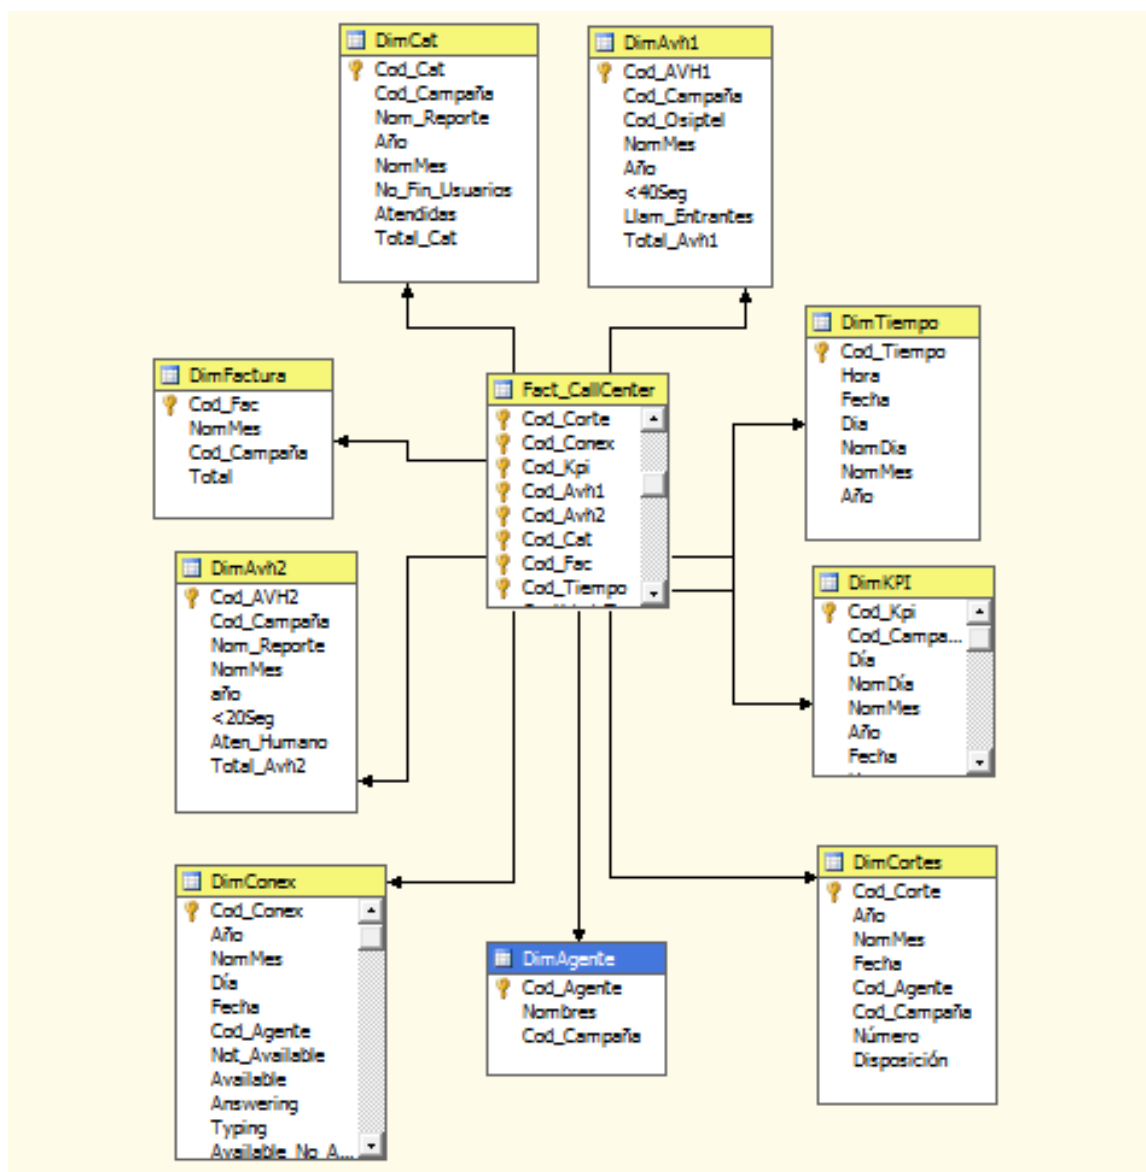 DimCat
Cod_Cat
Cod_Campaña
Nom_Reporte
Año
NomMes
No_Fin_Usuarios
Atendidas
Total_Cat
DimAvh1
Cod_AVH1
Cod_Campaña
Cod_Osiptel
NomMes
Año
<40Seg
Llam_Entrantes
Total_Avh1
DimTiempo
Cod_Tiempo
Hora
Fecha
Dia
NomDia
NomMes
Año
DimFactura
Cod_Fac
NomMes
Cod_Campaña
Total
Fact_CallCenter
Cod_Corte
Cod_Conex
Cod_Kpi
Cod_Avh1
Cod_Avh2
Cod_Cat
Cod_Fac
Cod_Tiempo
DimAvh2
Cod_AVH2
Cod_Campaña
Nom_Reporte
NomMes
año
<20Seg
Aten_Humano
Total_Avh2
DimKPI
Cod_Kpi
Cod_Campa...
Día
NomDía
NomMes
Año
Fecha
DimConex
Cod_Conex
Año
NomMes
Día
Fecha
Cod_Agente
Not_Available
Available
Answering
Typing
Available_No_A...
DimAgente
Cod_Agente
Nombres
Cod_Campaña
DimCortes
Cod_Corte
Año
NomMes
Fecha
Cod_Agente
Cod_Campaña
Número
Disposición